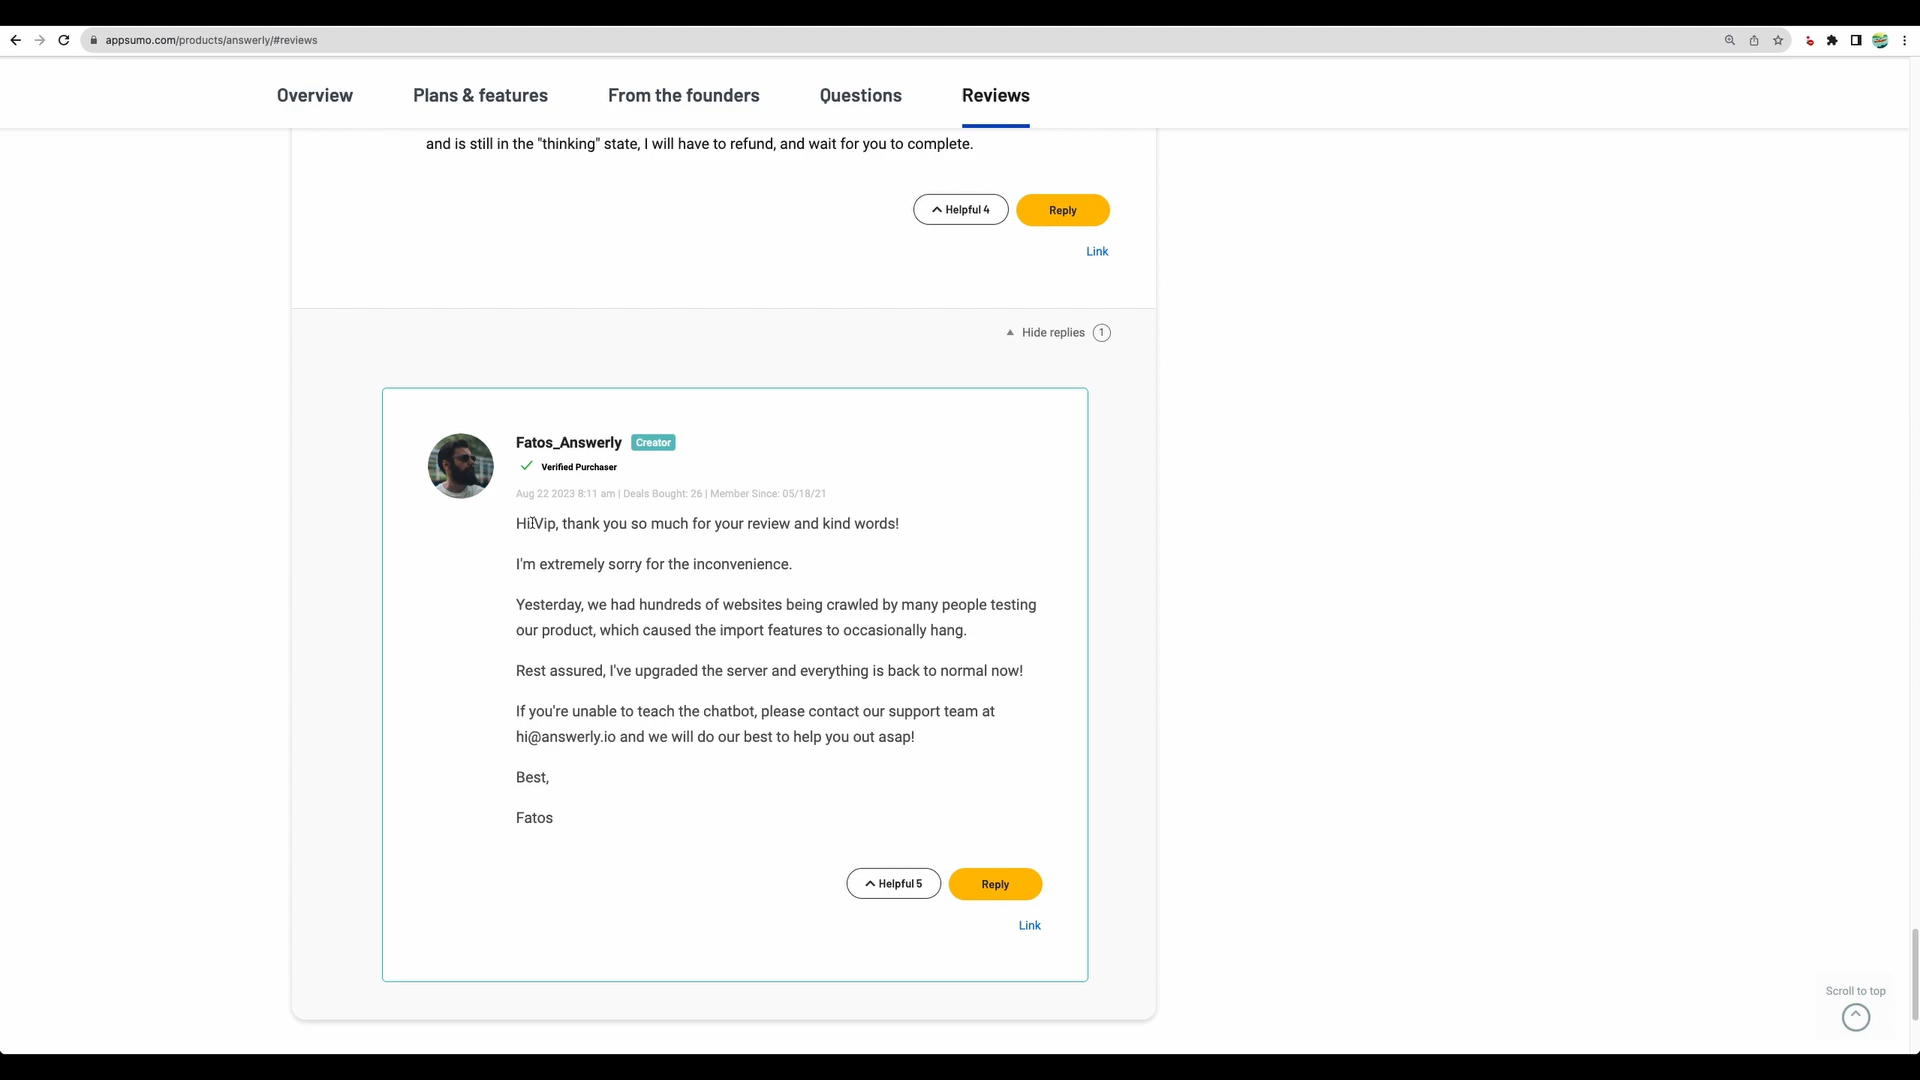 appsumo.com/products/answerly/#reviews
Overview
Plans & features
From the founders
Questions
Reviews
and is still in the "thinking" state, I will have to refund, and wait for you to complete.
Helpful 4
Reply
Link
Hide replies 1
Fatos_Answerly Creator
Verified Purchaser
Aug 22 2023 8:11 am | Deals Bought: 26 | Member Since: 05/18/21
Hi Vip, thank you so much for your review and kind words!
I'm extremely sorry for the inconvenience.
Yesterday, we had hundreds of websites being crawled by many people testing
our product, which caused the import features to occasionally hang.
Rest assured, I've upgraded the server and everything is back to normal now!
If you're unable to teach the chatbot, please contact our support team at
hi@answerly.io and we will do our best to help you out asap!
Best,
Fatos
Helpful 5
Reply
Link
Scroll to top